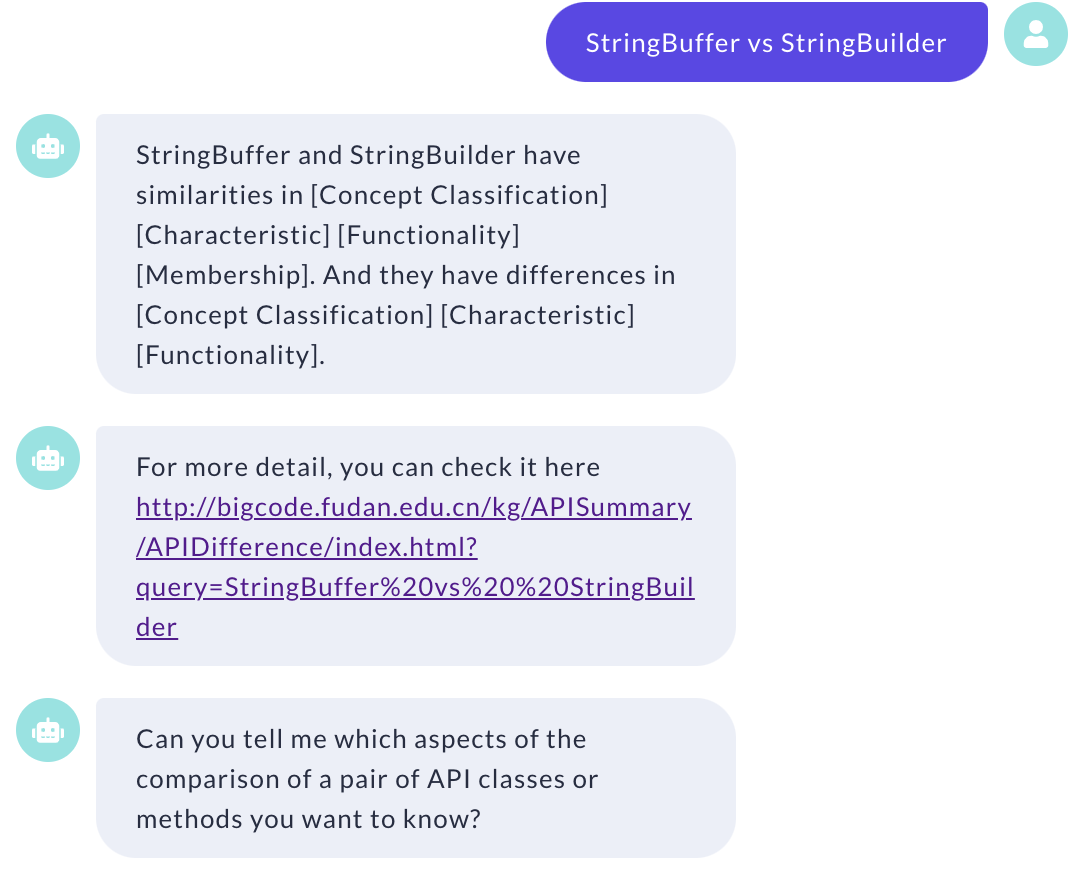 StringBuffer vs StringBuilder
StringBuffer and StringBuilder have
similarities in [Concept Classification]
[Characteristic] [Functionality]
[Membership]. And they have differences in
[Concept Classification] [Characteristic]
[Functionality].
For more detail, you can check it here
http://bigcode.fudan.edu.cn/kg/APISummary
/APIDifference/index.html?
query=StringBuffer%20vs%20%20StringBuil
der
Can you tell me which aspects of the
comparison of a pair of API classes or
methods you want to know?